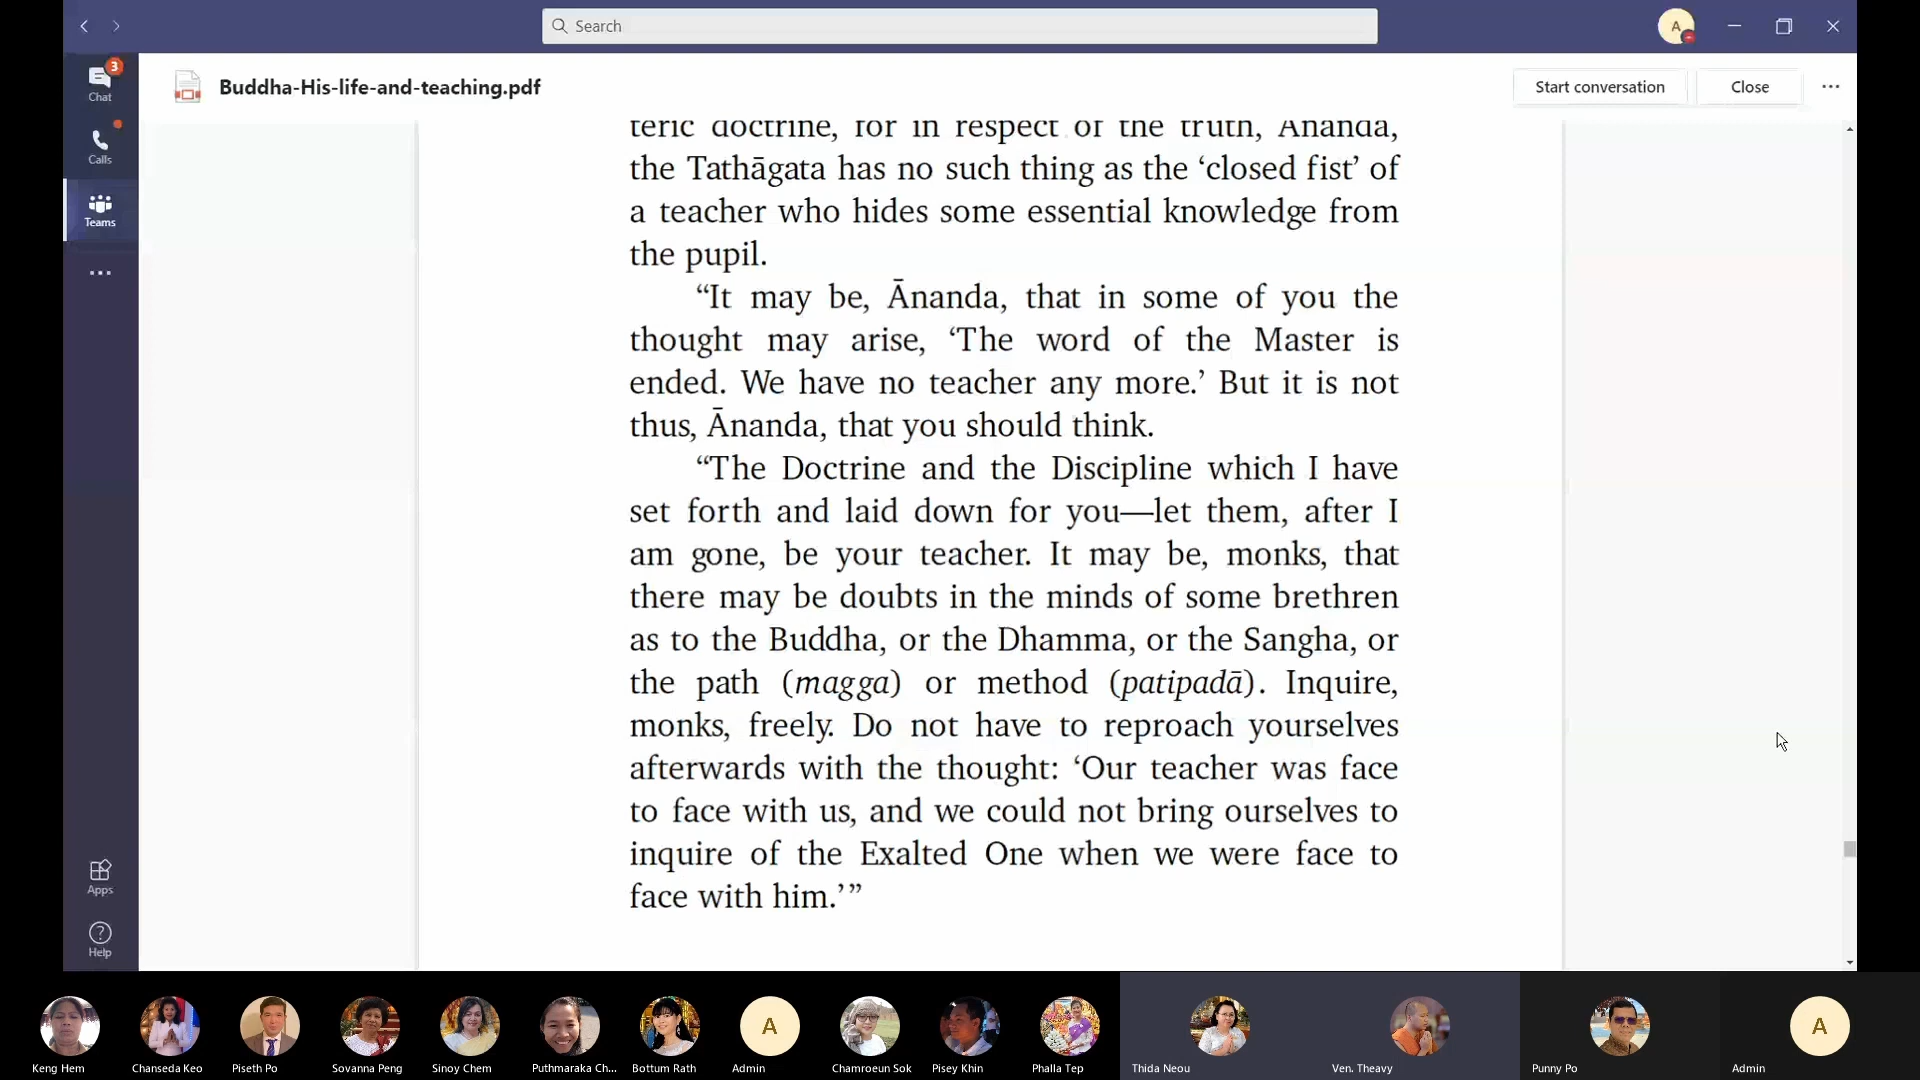 Search
A
3
Chat
Buddha-His-life-and-teaching.pdf
Start conversation
Close
Calls
Teams
Apps
Help
teric doctrine, for in respect of the truth, Ānanda,
the Tathāgata has no such thing as the ‘closed fist’ of
a teacher who hides some essential knowledge from
the pupil.
“It may be, Ānanda, that in some of you the
thought may arise, ‘The word of the Master is
ended. We have no teacher any more.’ But it is not
thus, Ānanda, that you should think.
“The Doctrine and the Discipline which I have
set forth and laid down for you—let them, after I
am gone, be your teacher. It may be, monks, that
there may be doubts in the minds of some brethren
as to the Buddha, or the Dhamma, or the Sangha, or
the path (magga) or method (patipadā). Inquire,
monks, freely. Do not have to reproach yourselves
afterwards with the thought: ‘Our teacher was face
to face with us, and we could not bring ourselves to
inquire of the Exalted One when we were face to
face with him.’”
A
A
Keng Hem
Chanseda Keo
Piseth Po
Sovanna Peng
Sinoy Chem
Puthmaraka Ch...
Bottum Rath
Admin
Chamroeun Sok
Pisey Khin
Phalla Tep
Thida Neou
Ven. Theavy
Punny Po
Admin